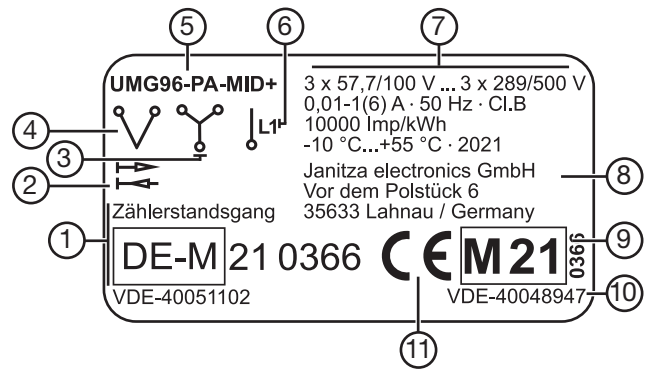 5 6 7
UMG96-PA-MID+
3 x 57,7/100 V ... 3 x 289/500 V
0,01-1(6) A · 50 Hz · Cl.B
10000 Imp/kWh
-10 °C...+55 °C · 2021
L1
4
3
2
Janitza electronics GmbH
Vor dem Polstück 6
35633 Lahnau / Germany
8
Zählerstandsgang
1
DE-M 21 0366 CE M 21 0366
9
VDE-40051102
VDE-40048947
10
11